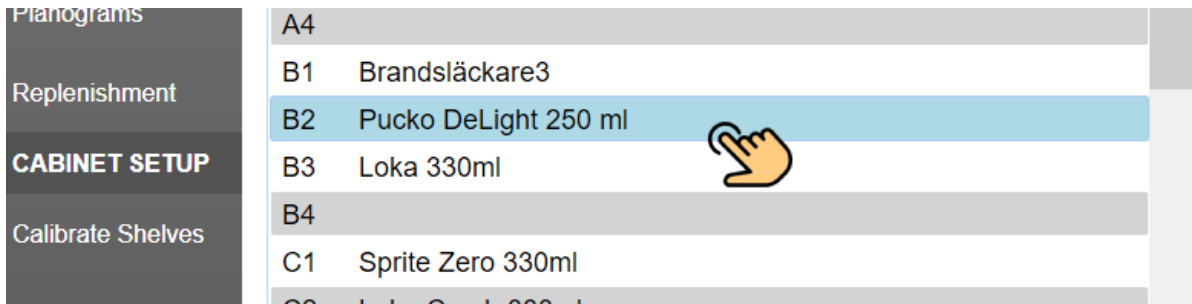 Planograms
Replenishment
CABINET SETUP
Calibrate Shelves
A4
B1 Brandsläckare3
B2 Pucko DeLight 250 ml
B3 Loka 330ml
B4
C1 Sprite Zero 330ml